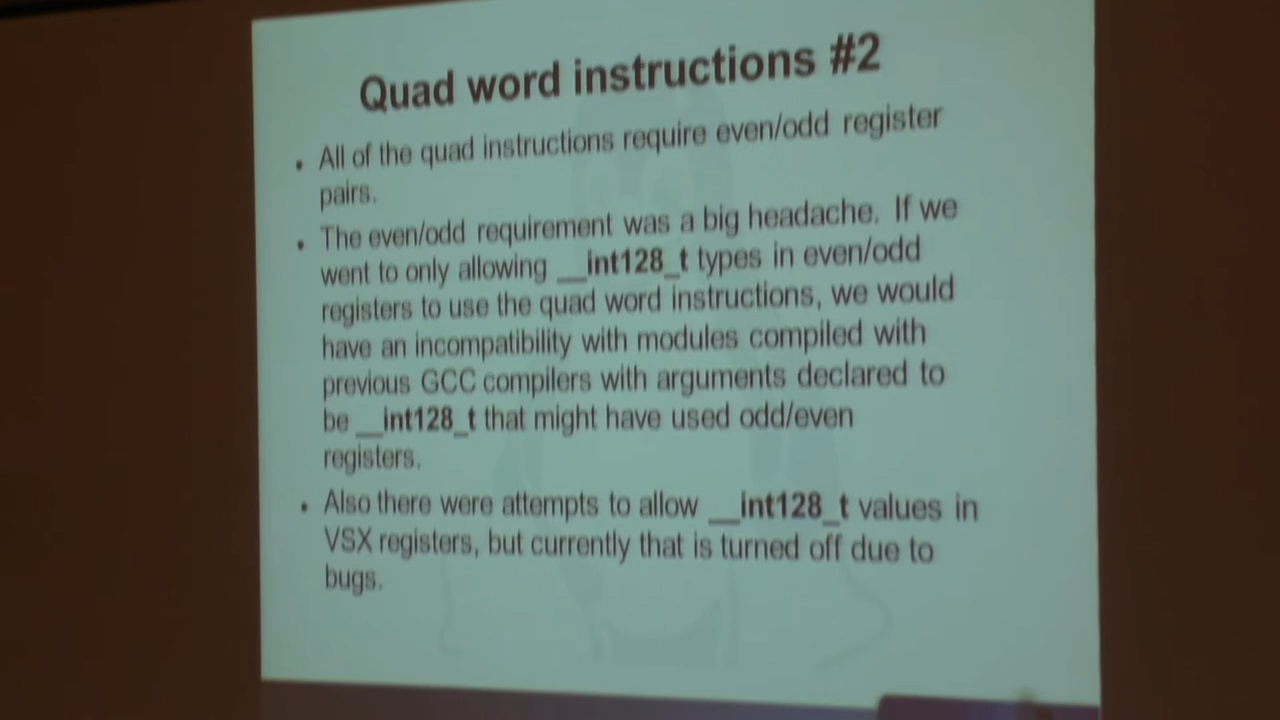 Quad word instructions #2
• All of the quad instructions require even/odd register
pairs.
• The even/odd requirement was a big headache. If we
went to only allowing __int128_t types in even/odd
registers to use the quad word instructions, we would
have an incompatibility with modules compiled with
previous GCC compilers with arguments declared to
be __int128_t that might have used odd/even
registers.
• Also there were attempts to allow __int128_t values in
VSX registers, but currently that is turned off due to
bugs.